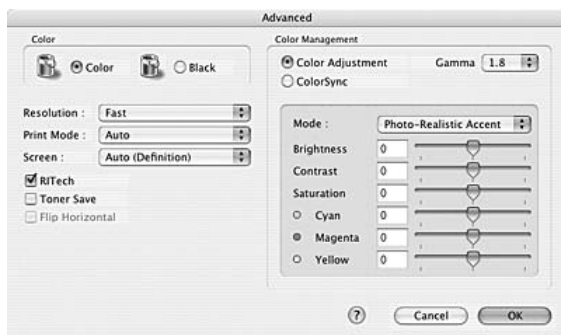 Advanced
Color
Color
Black
Resolution : Fast
Print Mode : Auto
Screen : Auto (Definition)
RITech
Toner Save
Flip Horizontal
Color Management
Color Adjustment Gamma 1.8
ColorSync
Mode : Photo-Realistic Accent
Brightness 0
Contrast 0
Saturation 0
Cyan 0
Magenta 0
Yellow 0
? Cancel OK